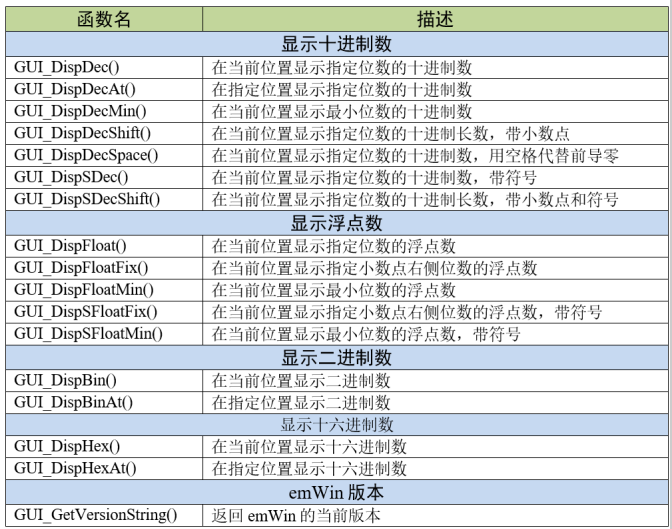 函数名 描述
显示十进制数
GUI_DispDec() 在当前位置显示指定位数的十进制数
GUI_DispDecAt() 在指定位置显示指定位数的十进制数
GUI_DispDecMin() 在当前位置显示最小位数的十进制数
GUI_DispDecShift() 在当前位置显示指定位数的十进制长数，带小数点
GUI_DispDecSpace() 在当前位置显示指定位数的十进制数，用空格代替前导零
GUI_DispSDec() 在当前位置显示指定位数的十进制数，带符号
GUI_DispSDecShift() 在当前位置显示指定位数的十进制长数，带小数点和符号
显示浮点数
GUI_DispFloat() 在当前位置显示指定位数的浮点数
GUI_DispFloatFix() 在当前位置显示指定小数点右侧位数的浮点数
GUI_DispFloatMin() 在当前位置显示最小位数的浮点数
GUI_DispSFloatFix() 在当前位置显示指定小数点右侧位数的浮点数，带符号
GUI_DispSFloatMin() 在当前位置显示最小位数的浮点数，带符号
显示二进制数
GUI_DispBin() 在当前位置显示二进制数
GUI_DispBinAt() 在指定位置显示二进制数
显示十六进制数
GUI_DispHex() 在当前位置显示十六进制数
GUI_DispHexAt() 在指定位置显示十六进制数
emWin 版本
GUI_GetVersionString() 返回 emWin 的当前版本